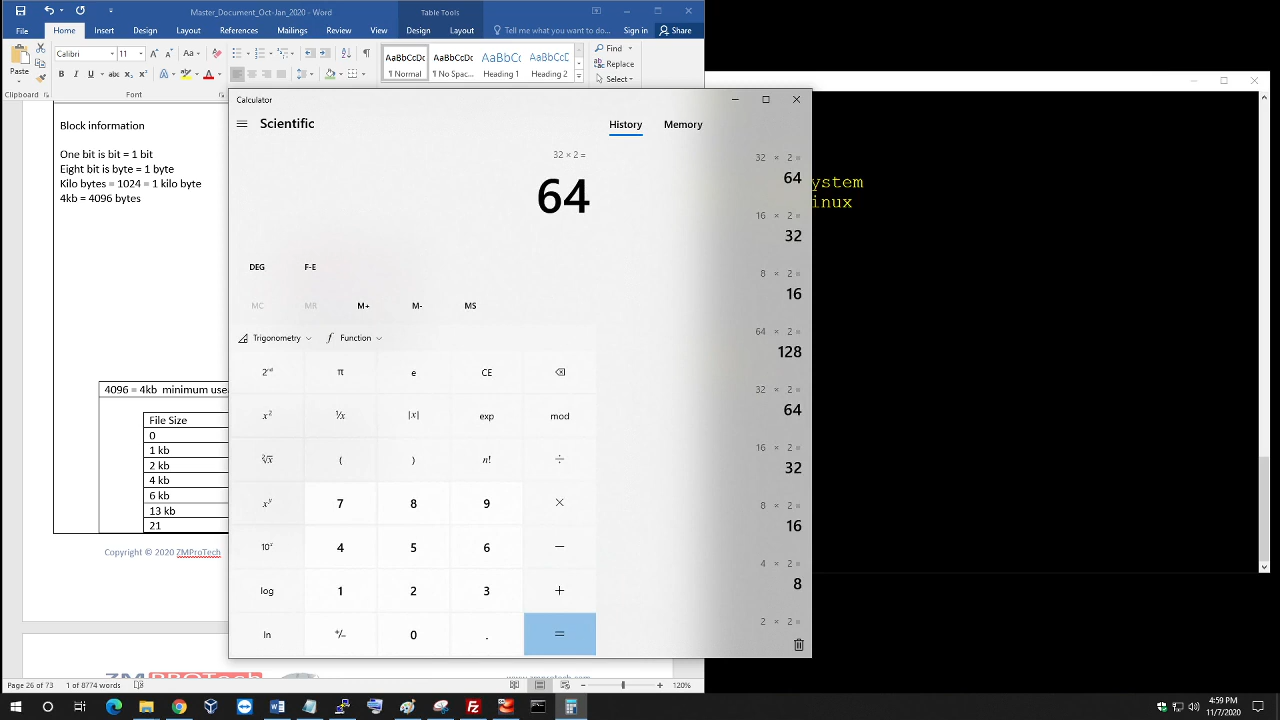 Master_Document_Oct-Jan_2020 - Word
Table Tools
File Home Insert Draw Design Layout References Mailings Review View Design Layout Tell me what you want to do... Sign in Share
Calibri 11
AaBbCcDc AaBbCcDc AaBbCc AaBbCcD
Find
Replace
Select
Paste
¶ Normal ¶ No Spac... Heading 1 Heading 2
Clipboard Font
Block information
One bit is bit = 1 bit
Eight bit is byte = 1 byte
Kilo bytes = 1024 = 1 kilo byte
4kb = 4096 bytes
4096 = 4kb minimum use
File Size
0
1 kb
2 kb
4 kb
6 kb
13 kb
21
Copyright © 2020 ZMProTech
Page 26 of 73 1 of 8774 words
120%
Calculator
Scientific
32 × 2 =
64
DEG F-E
MC MR M+ M- MS
Trigonometry Function
2ⁿᵈ π e CE
x² ¹/x |x| exp mod
²√x ( ) n! ÷
xʸ 7 8 9 ×
10ˣ 4 5 6 −
log 1 2 3 +
ln +/− 0 . =
History Memory
32 × 2 =
64
16 × 2 =
32
8 × 2 =
16
64 × 2 =
128
32 × 2 =
64
16 × 2 =
32
8 × 2 =
16
4 × 2 =
8
2 × 2 =
ystem
inux
4:59 PM
11/7/2020